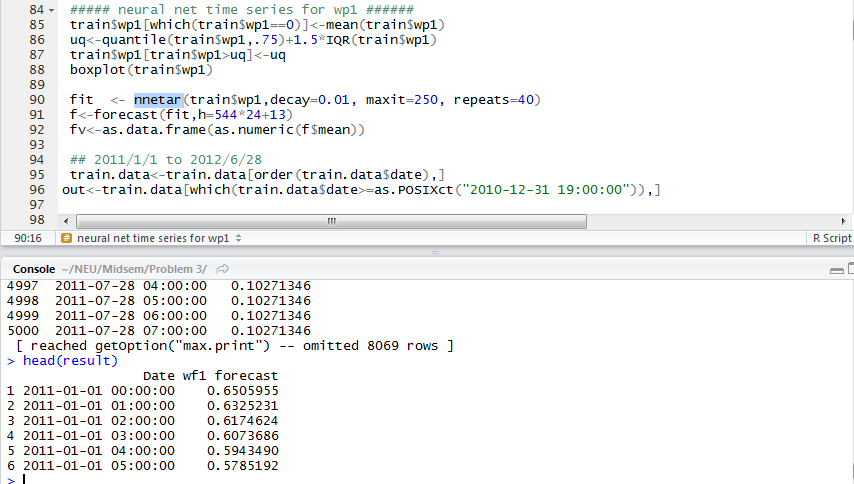 84 ##### neural net time series for wp1 ######
85 train$wp1[which(train$wp1==0)]<-mean(train$wp1)
86 uq<-quantile(train$wp1,.75)+1.5*IQR(train$wp1)
87 train$wp1[train$wp1>uq]<-uq
88 boxplot(train$wp1)
89
90 fit  <- nnetar(train$wp1,decay=0.01, maxit=250, repeats=40)
91 f<-forecast(fit,h=544*24+13)
92 fv<-as.data.frame(as.numeric(f$mean))
93
94 ## 2011/1/1 to 2012/6/28
95 train.data<-train.data[order(train.data$date),]
96 out<-train.data[which(train.data$date>=as.POSIXct("2010-12-31 19:00:00")),]
97
98
90:16 # neural net time series for wp1 R Script
Console ~/NEU/Midsem/Problem 3/
4997 2011-07-28 04:00:00 0.10271346
4998 2011-07-28 05:00:00 0.10271346
4999 2011-07-28 06:00:00 0.10271346
5000 2011-07-28 07:00:00 0.10271346
[ reached getOption("max.print") -- omitted 8069 rows ]
> head(result)
Date wf1 forecast
1 2011-01-01 00:00:00 0.6505955
2 2011-01-01 01:00:00 0.6325231
3 2011-01-01 02:00:00 0.6174624
4 2011-01-01 03:00:00 0.6073686
5 2011-01-01 04:00:00 0.5943490
6 2011-01-01 05:00:00 0.5785192
>